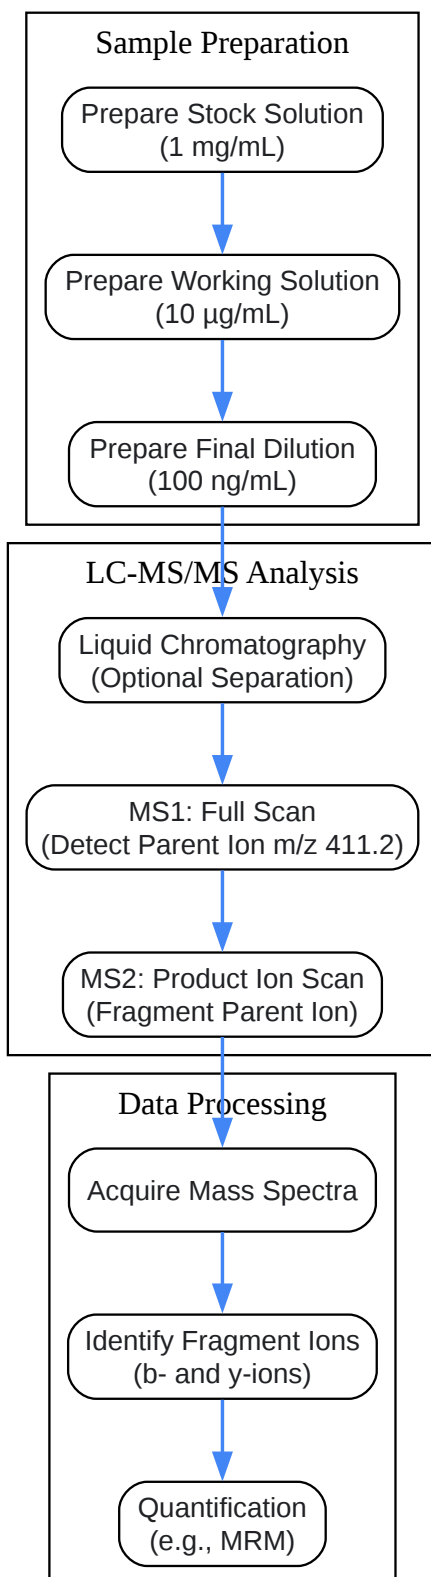 Sample Preparation
Prepare Stock Solution
(1 mg/mL)
Prepare Working Solution
(10 µg/mL)
Prepare Final Dilution
(100 ng/mL)
LC-MS/MS Analysis
Liquid Chromatography
(Optional Separation)
MS1: Full Scan
(Detect Parent Ion m/z 411.2)
MS2: Product Ion Scan
(Fragment Parent Ion)
Data Processing
Acquire Mass Spectra
Identify Fragment Ions
(b- and y-ions)
Quantification
(e.g., MRM)